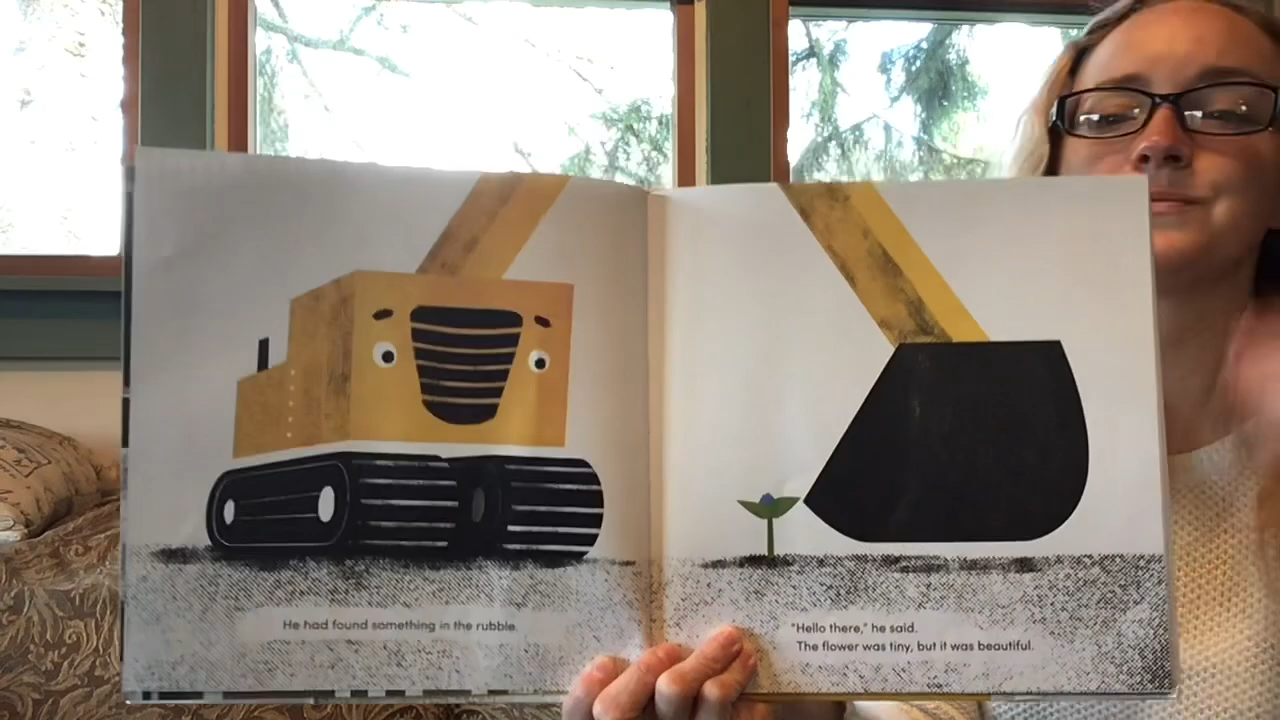 He had found something in the rubble.
"Hello there," he said.
The flower was tiny, but it was beautiful.